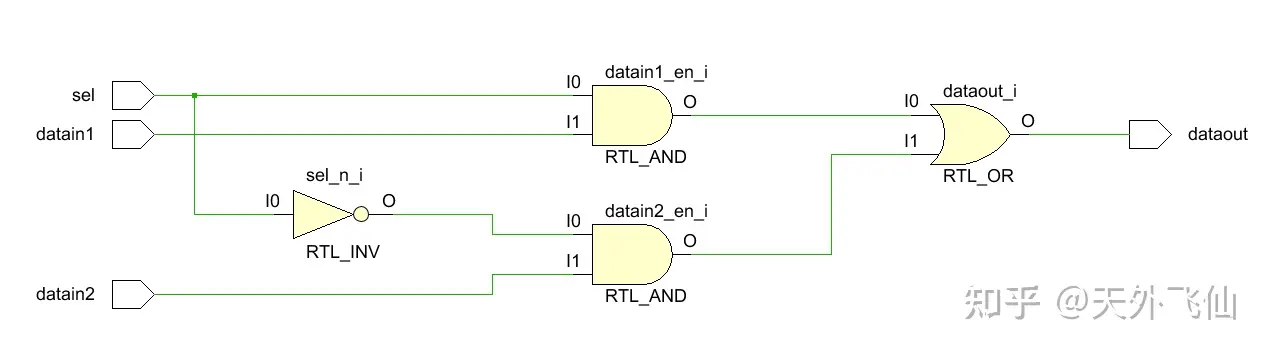 datain1_en_i
I0
O
sel
dataout_i
I0
I1
datain1
O
dataout
I1
RTL_AND
sel_n_i
RTL_OR
I0
O
datain2_en_i
I0
O
RTL_INV
I1
datain2
RTL_AND
知乎 @天外飞仙